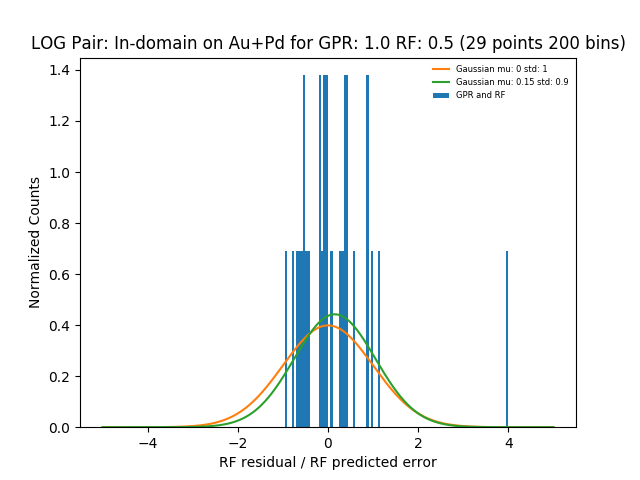 LOG Pair: In-domain on Au+Pd for GPR: 1.0 RF: 0.5 (29 points 200 bins)
Gaussian mu: 0 std: 1
Gaussian mu: 0.15 std: 0.9
GPR and RF
Normalized Counts
1.4
1.2
1.0
0.8
0.6
0.4
0.2
0.0
−4 −2 0 2 4
RF residual / RF predicted error